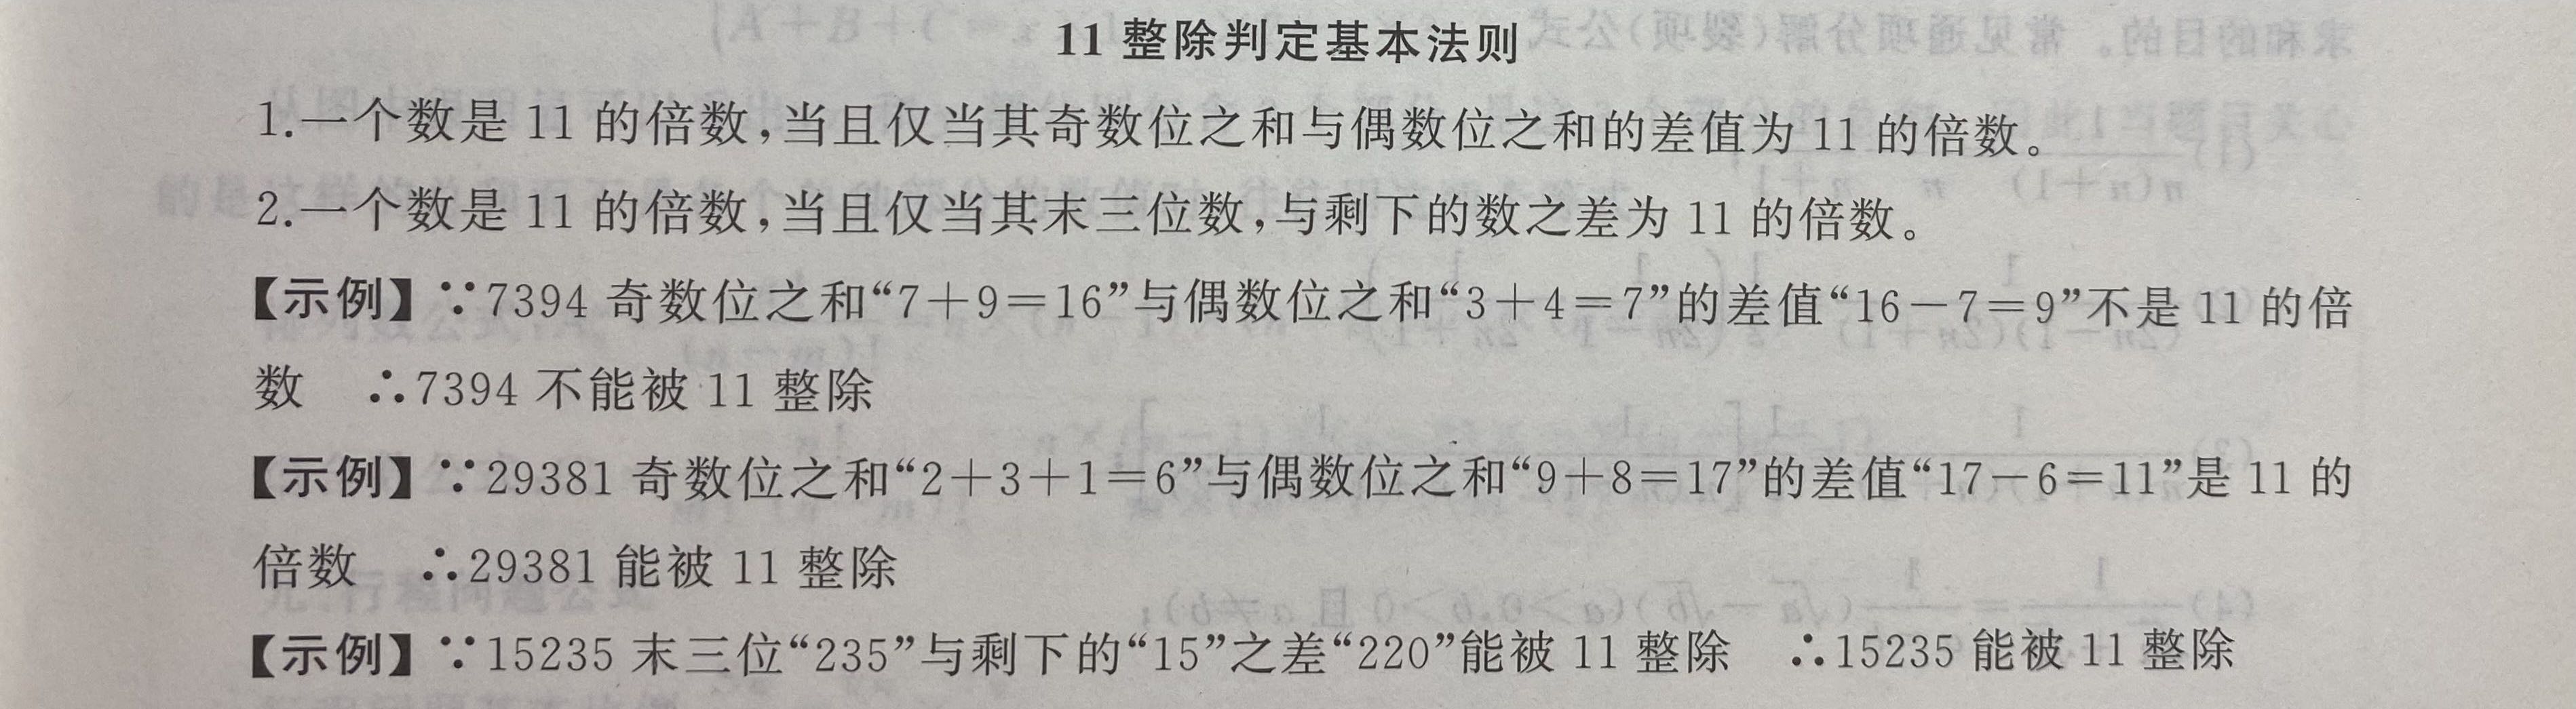 11 整除判定基本法则
1.一个数是 11 的倍数,当且仅当其奇数位之和与偶数位之和的差值为 11 的倍数。
2.一个数是 11 的倍数,当且仅当其末三位数,与剩下的数之差为 11 的倍数。
【示例】∵7394 奇数位之和“7+9=16”与偶数位之和“3+4=7”的差值“16-7=9”不是 11 的倍
数 ∴7394 不能被 11 整除
【示例】∵29381 奇数位之和“2+3+1=6”与偶数位之和“9+8=17”的差值“17-6=11”是 11 的
倍数 ∴29381 能被 11 整除
【示例】∵15235 末三位“235”与剩下的“15”之差“220”能被 11 整除 ∴15235 能被 11 整除